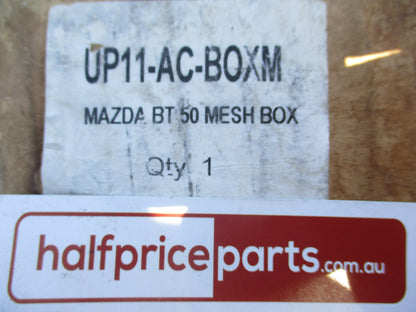 UP11-AC-BOXM
MAZDA BT 50 MESH BOX
Qty 1
halfpriceparts.com.au